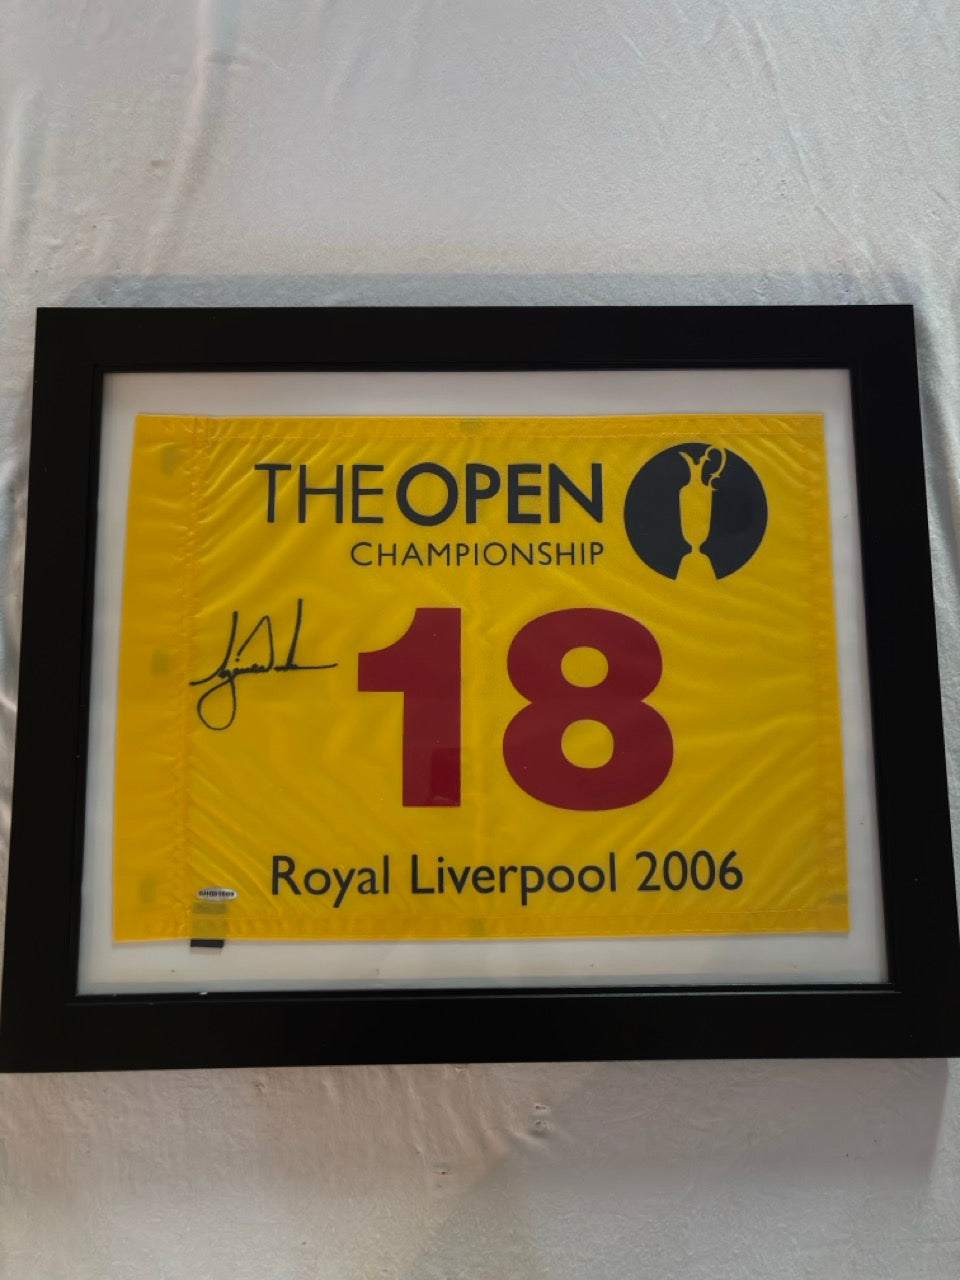 THE OPEN
CHAMPIONSHIP
18
Royal Liverpool 2006